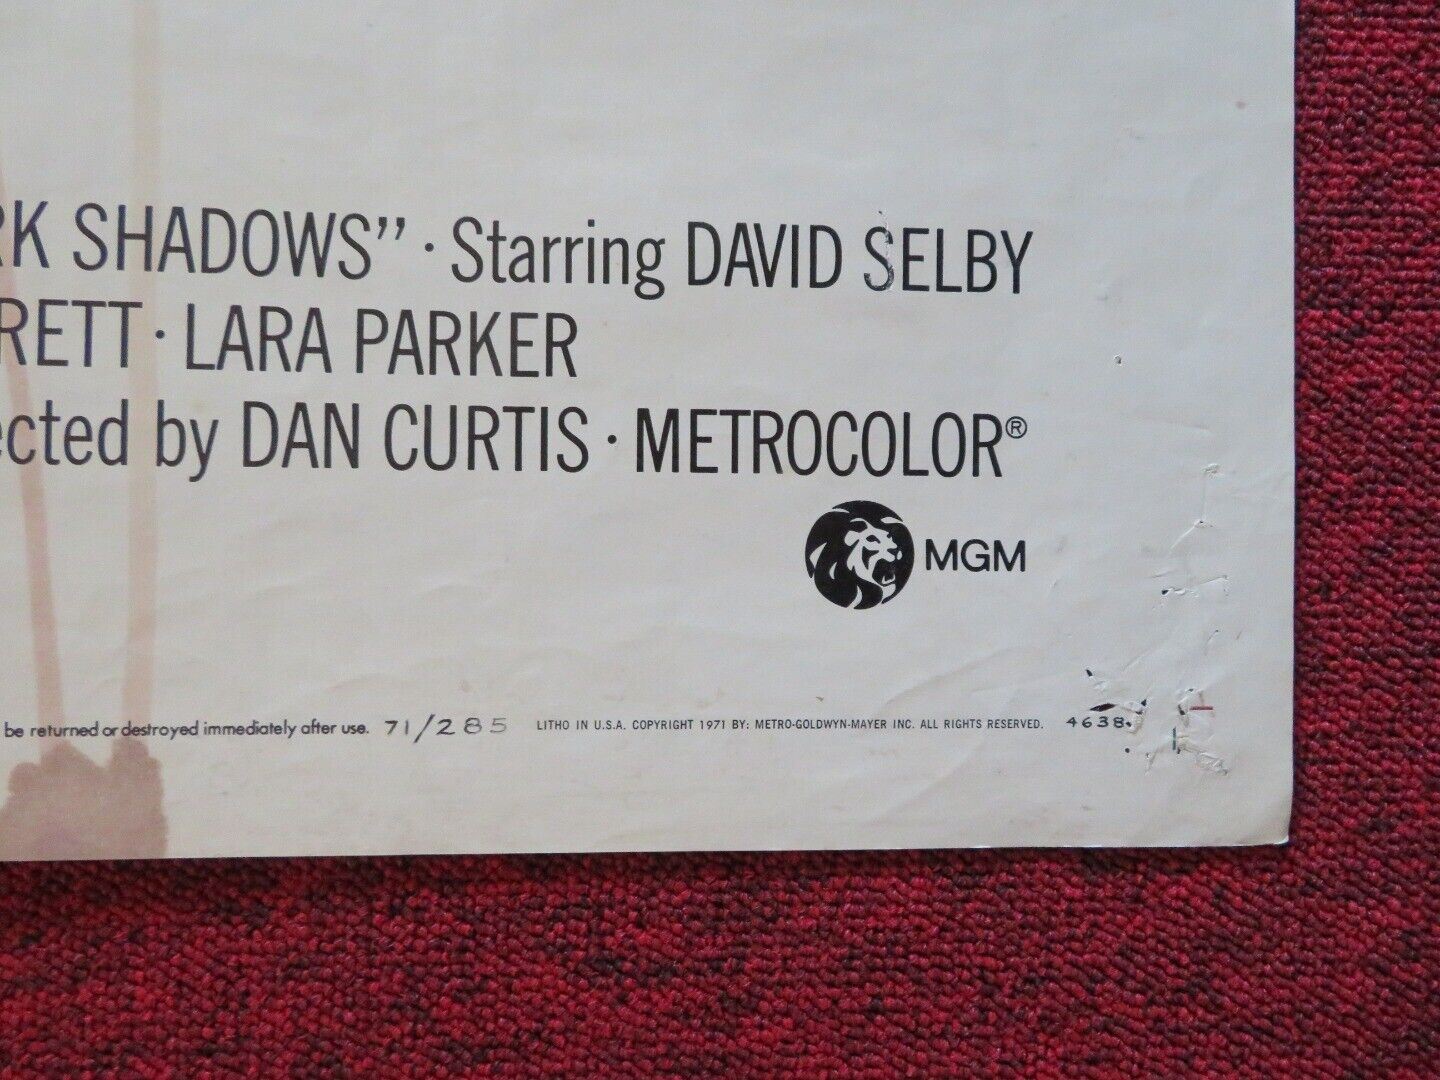 RK SHADOWS” · Starring DAVID SELBY
RETT · LARA PARKER
ected by DAN CURTIS · METROCOLOR®
MGM
be returned or destroyed immediately after use. 71/285 LITHO IN U.S.A. COPYRIGHT 1971 BY: METRO-GOLDWYN-MAYER INC. ALL RIGHTS RESERVED. 4638